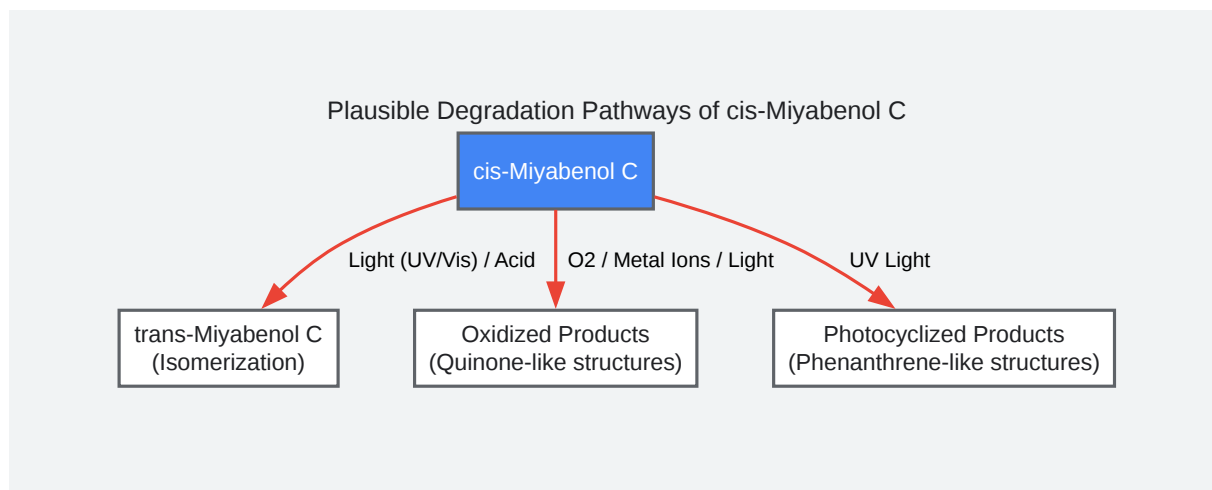 Plausible Degradation Pathways of cis-Miyabenol C
cis-Miyabenol C
Light (UV/Vis) / Acid
O2 / Metal Ions / Light
UV Light
trans-Miyabenol C
(Isomerization)
Oxidized Products
(Quinone-like structures)
Photocyclized Products
(Phenanthrene-like structures)